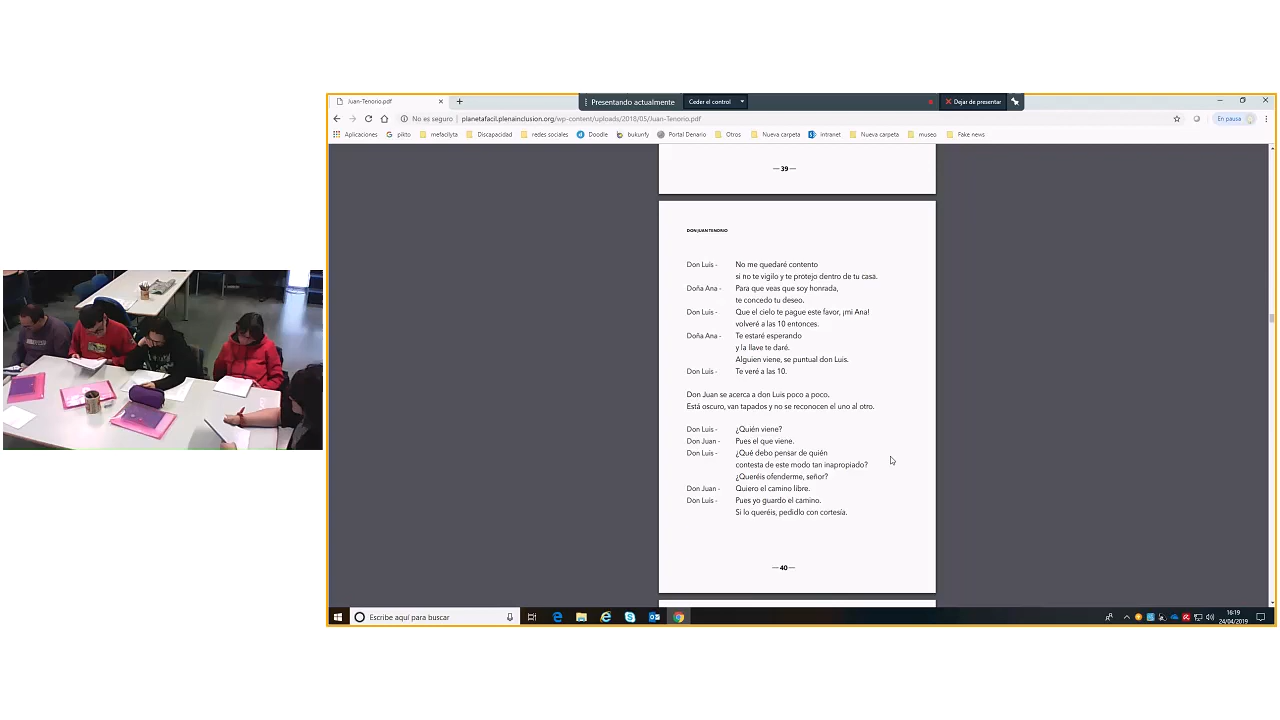 Juan-Tenorio.pdf
Presentando actualmente
Ceder el control
Dejar de presentar
No es seguro
planetafacil.plenainclusion.org/wp-content/uploads/2018/05/Juan-Tenorio.pdf
En pausa
Aplicaciones
pikto
mefacilyta
Discapacidad
redes sociales
Doodle
bukunfy
Portal Denario
Otros
Nueva carpeta
intranet
Nueva carpeta
museo
Fake news
— 39 —
DON JUAN TENORIO
Don Luis - No me quedaré contento
si no te vigilo y te protejo dentro de tu casa.
Doña Ana - Para que veas que soy honrada,
te concedo tu deseo.
Don Luis - Que el cielo te pague este favor, ¡mi Ana!
volveré a las 10 entonces.
Doña Ana - Te estaré esperando
y la llave te daré.
Alguien viene, se puntual don Luis.
Don Luis - Te veré a las 10.
Don Juan se acerca a don Luis poco a poco.
Está oscuro, van tapados y no se reconocen el uno al otro.
Don Luis - ¿Quién viene?
Don Juan - Pues el que viene.
Don Luis - ¿Qué debo pensar de quién
contesta de este modo tan inapropiado?
¿Queréis ofenderme, señor?
Don Juan - Quiero el camino libre.
Don Luis - Pues yo guardo el camino.
Si lo queréis, pedidlo con cortesía.
— 40 —
Escribe aquí para buscar
16:19
24/04/2019